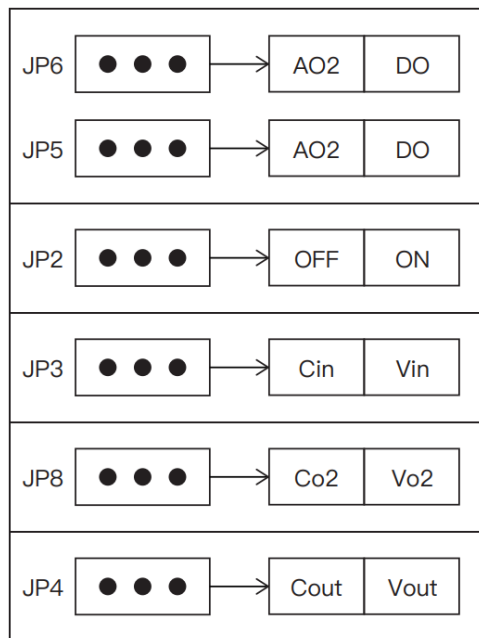 JP6 AO2 DO
JP5 AO2 DO
JP2 OFF ON
JP3 Cin Vin
JP8 Co2 Vo2
JP4 Cout Vout